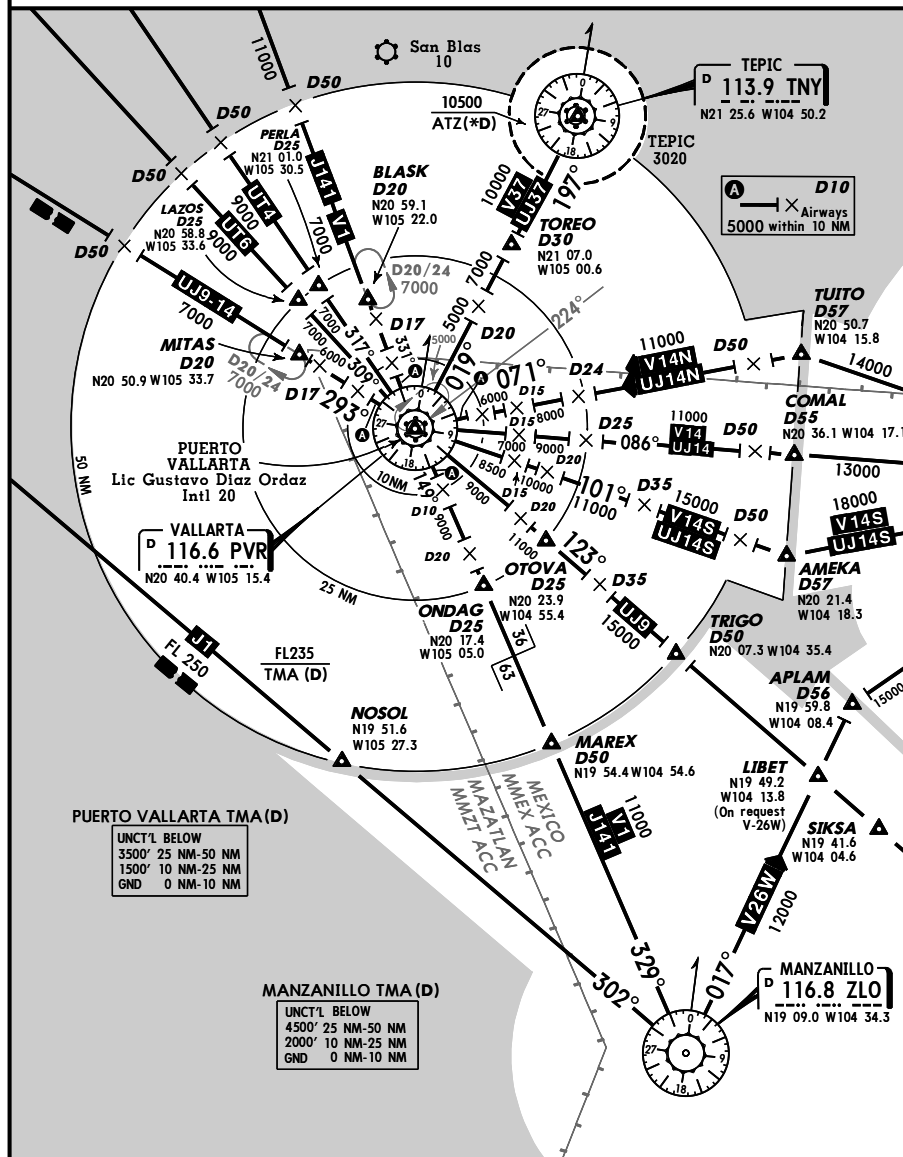 San Blas
10
TEPIC
D 113.9 TNY
N21 25.6 W104 50.2
10500
ATZ(*D)
TEPIC
3020
A D10
Airways
5000 within 10 NM
11000
D50
D50
D50
D50
PERLA
D25
N21 01.0
W105 30.5
LAZOS
D25
N20 58.8
W105 33.6
BLASK
D20
N20 59.1
W105 22.0
J141 V1
UT4
9000
UT6
9000
7000
UJ9-14
7000
MITAS
D20
N20 50.9 W105 33.7
D20/24
7000
D20/24
7000
10000
V37
UJ37
197°
TOREO
D30
N21 07.0
W105 00.6
7000
5000
D20
224°
D17
D17
7000
7000
6000
317°
309°
293°
331°
5000
019°
071°
A
A
A
A
TUITO
D57
N20 50.7
W104 15.8
14000
11000
V14N
UJ14N
D50
D24
D15
6000
8000
COMAL
D55
N20 36.1 W104 17.1
13000
11000
V14
UJ14
D50
086°
D25
D15
7000
9000
18000
V14S
UJ14S
15000
V14S
UJ14S
D50
D35
101°
11000
D20
10000
8500
D15
AMEKA
D57
N20 21.4
W104 18.3
9000
D20
11000
123°
D35
UJ9
15000
OTOVA
D25
N20 23.9
W104 55.4
PUERTO
VALLARTA
Lic Gustavo Diaz Ordaz
Intl 20
VALLARTA
D 116.6 PVR
N20 40.4 W105 15.4
0
9
18
27
0
9
18
27
10NM
25 NM
50 NM
149°
D10
9000
D20
ONDAG
D25
N20 17.4
W105 05.0
36
63
TRIGO
D50
N20 07.3 W104 35.4
APLAM
D56
N19 59.8
W104 08.4
15000
J1
FL 250
FL235
TMA (D)
NOSOL
N19 51.6
W105 27.3
MAREX
D50
N19 54.4 W104 54.6
LIBET
N19 49.2
W104 13.8
(On request
V-26W)
SIKSA
N19 41.6
W104 04.6
MEXICO
MMEX ACC
MAZATLAN
MMZT ACC
11000
V1
J141
V26W
12000
PUERTO VALLARTA TMA(D)
UNCT'L BELOW
3500' 25 NM-50 NM
1500' 10 NM-25 NM
GND 0 NM-10 NM
MANZANILLO TMA(D)
UNCT'L BELOW
4500' 25 NM-50 NM
2000' 10 NM-25 NM
GND 0 NM-10 NM
302°
329°
017°
MANZANILLO
D 116.8 ZLO
N19 09.0 W104 34.3
0
9
18
27